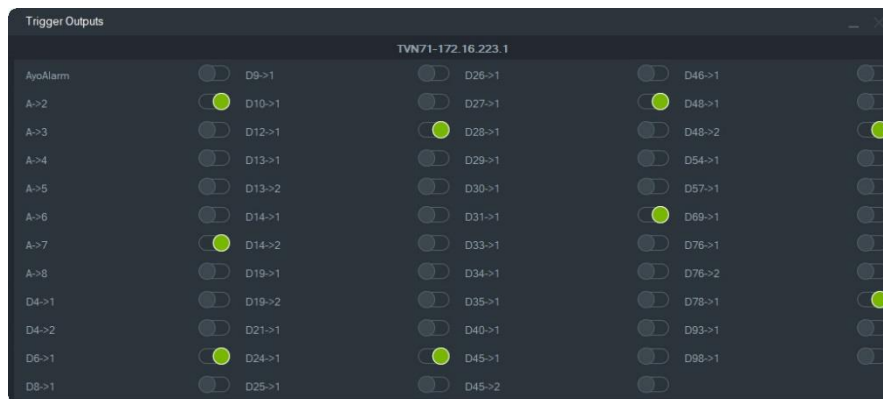 Trigger Outputs
TVN71-172.16.223.1
AyoAlarm D9->1 D26->1 D46->1
A->2 D10->1 D27->1 D48->1
A->3 D12->1 D28->1 D48->2
A->4 D13->1 D29->1 D54->1
A->5 D13->2 D30->1 D57->1
A->6 D14->1 D31->1 D69->1
A->7 D14->2 D33->1 D76->1
A->8 D19->1 D34->1 D76->2
D4->1 D19->2 D35->1 D78->1
D4->2 D21->1 D40->1 D93->1
D6->1 D24->1 D45->1 D98->1
D8->1 D25->1 D45->2